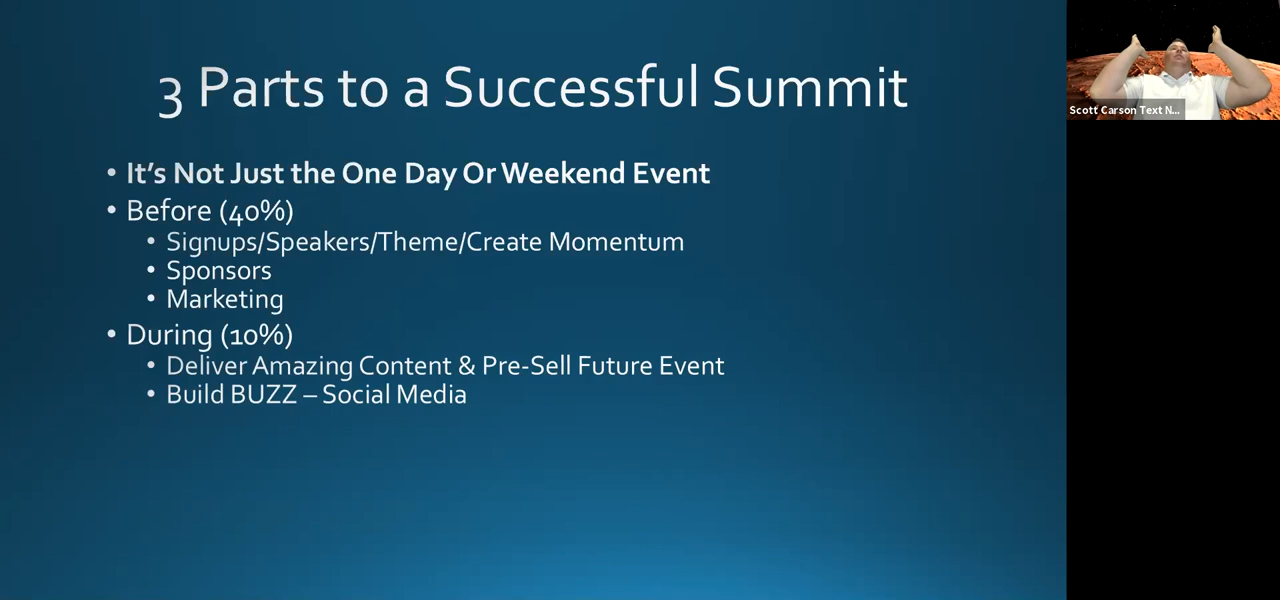 3 Parts to a Successful Summit
• It's Not Just the One Day Or Weekend Event
• Before (40%)
• Signups/Speakers/Theme/Create Momentum
• Sponsors
• Marketing
• During (10%)
• Deliver Amazing Content & Pre-Sell Future Event
• Build BUZZ – Social Media
Scott Carson Text N...